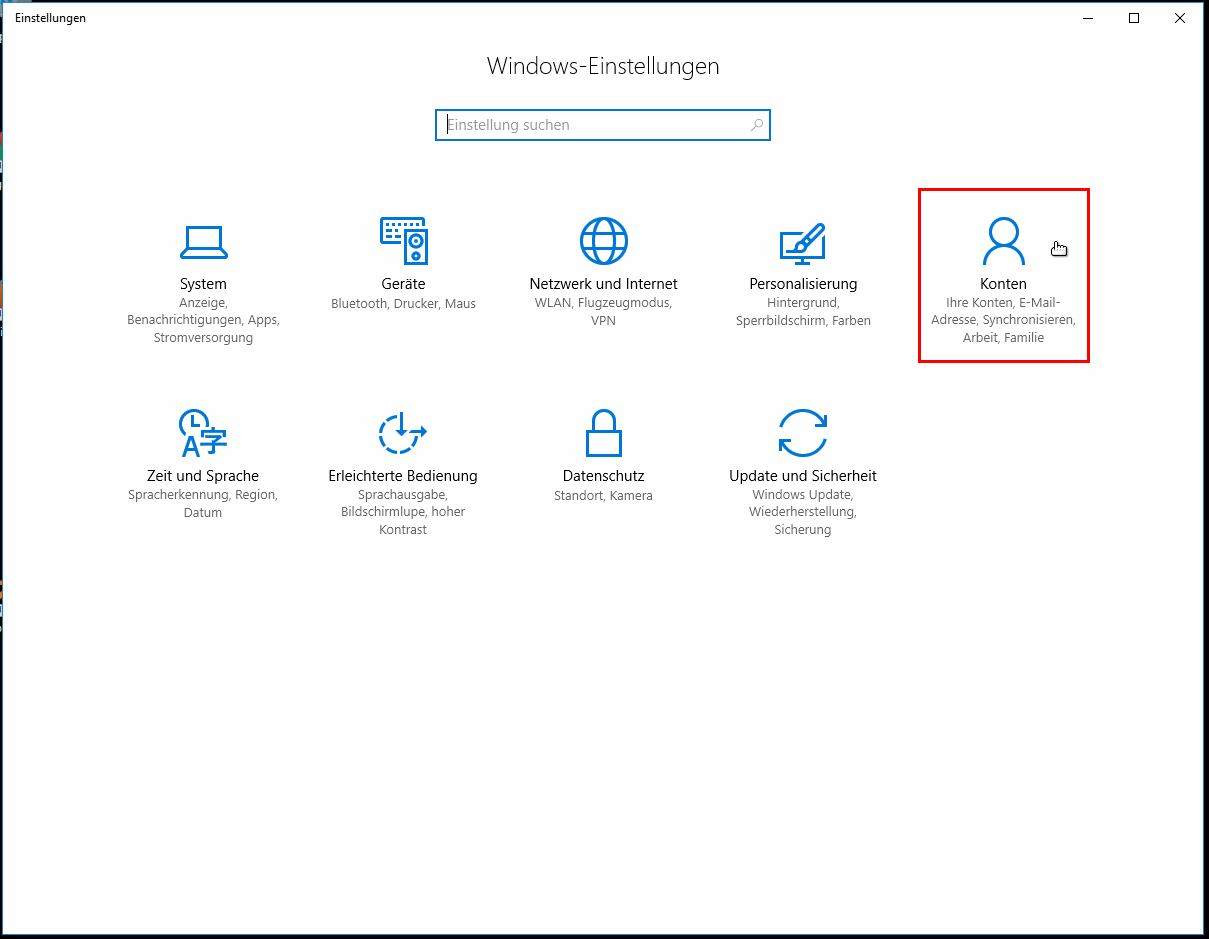 Einstellungen
Windows-Einstellungen
Einstellung suchen
System
Anzeige,
Benachrichtigungen, Apps,
Stromversorgung
Geräte
Bluetooth, Drucker, Maus
Netzwerk und Internet
WLAN, Flugzeugmodus,
VPN
Personalisierung
Hintergrund,
Sperrbildschirm, Farben
Konten
Ihre Konten, E-Mail-
Adresse, Synchronisieren,
Arbeit, Familie
A字
Zeit und Sprache
Spracherkennung, Region,
Datum
Erleichterte Bedienung
Sprachausgabe,
Bildschirmlupe, hoher
Kontrast
Datenschutz
Standort, Kamera
Update und Sicherheit
Windows Update,
Wiederherstellung,
Sicherung